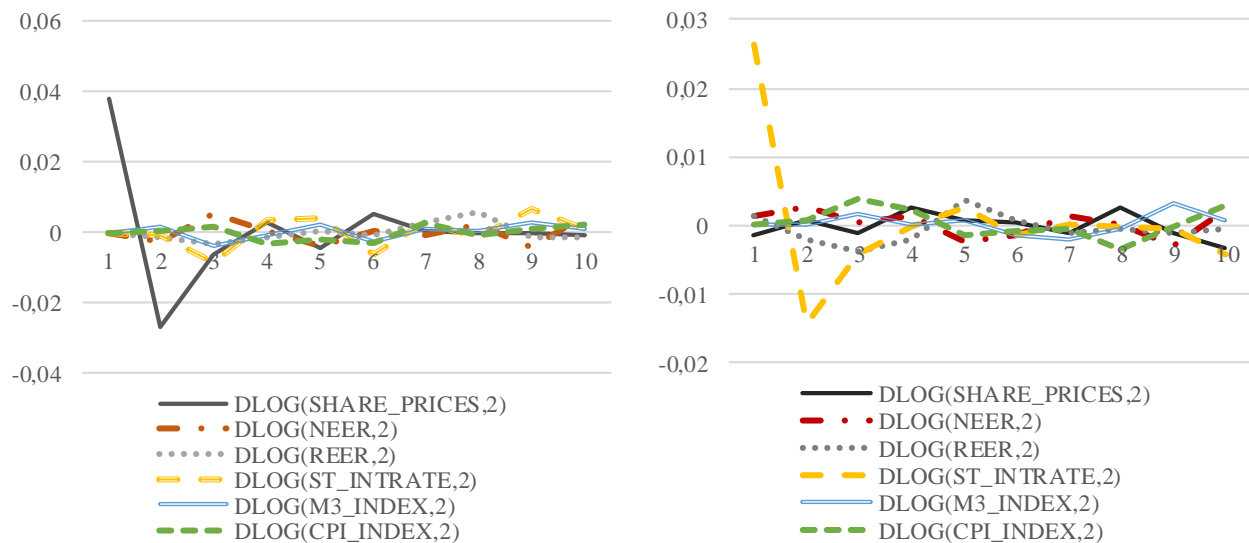 0,06
0,04
0,02
0
-0,02
-0,04
1 2 3 4 5 6 7 8 9 10
DLOG(SHARE_PRICES,2)
DLOG(NEER,2)
DLOG(REER,2)
DLOG(ST_INTRATE,2)
DLOG(M3_INDEX,2)
DLOG(CPI_INDEX,2)
0,03
0,02
0,01
0
-0,01
-0,02
1 2 3 4 5 6 7 8 9 10
DLOG(SHARE_PRICES,2)
DLOG(NEER,2)
DLOG(REER,2)
DLOG(ST_INTRATE,2)
DLOG(M3_INDEX,2)
DLOG(CPI_INDEX,2)